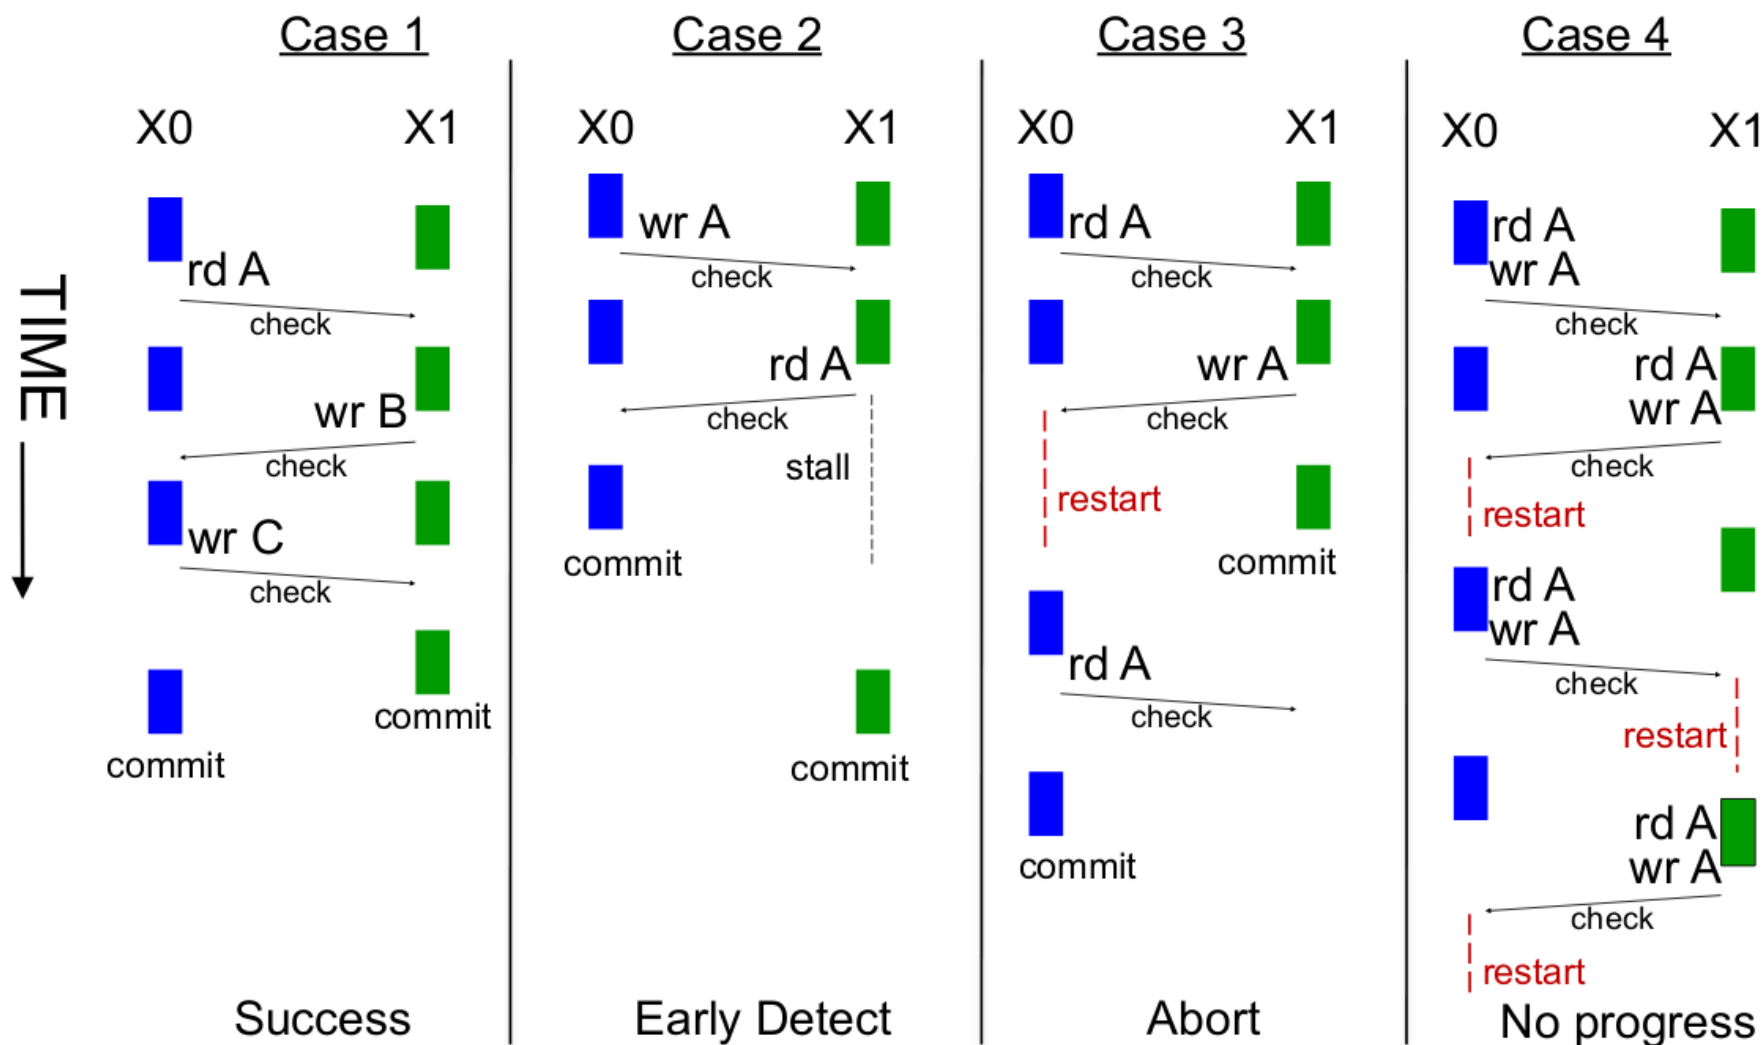 Case 1
X0 X1
rd A
check
wr B
check
wr C
check
commit
commit
Success
Case 2
X0 X1
wr A
check
rd A
check
stall
commit
commit
Early Detect
Case 3
X0 X1
rd A
check
wr A
check
restart
commit
rd A
check
commit
Abort
Case 4
X0 X1
rd A
wr A
check
rd A
wr A
check
restart
rd A
wr A
check
restart
rd A
wr A
check
restart
No progress
TIME